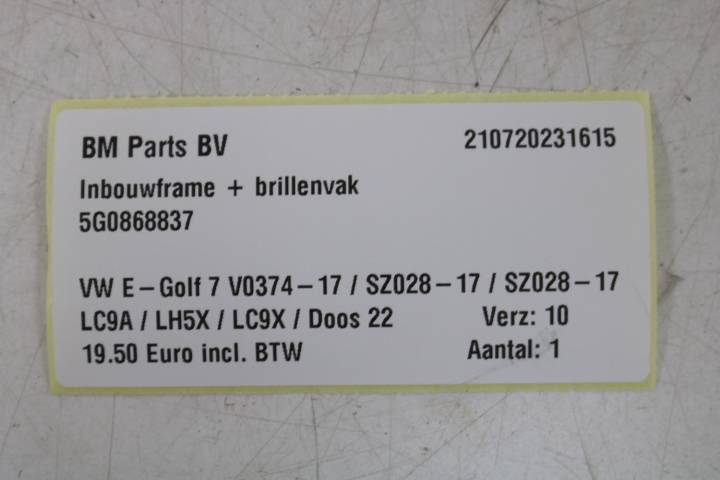 BM Parts BV 210720231615
Inbouwframe + brillenvak
5G0868837
VW E-Golf 7 V0374-17 / SZ028-17 / SZ028-17
LC9A / LH5X / LC9X / Doos 22 Verz: 10
19.50 Euro incl. BTW Aantal: 1